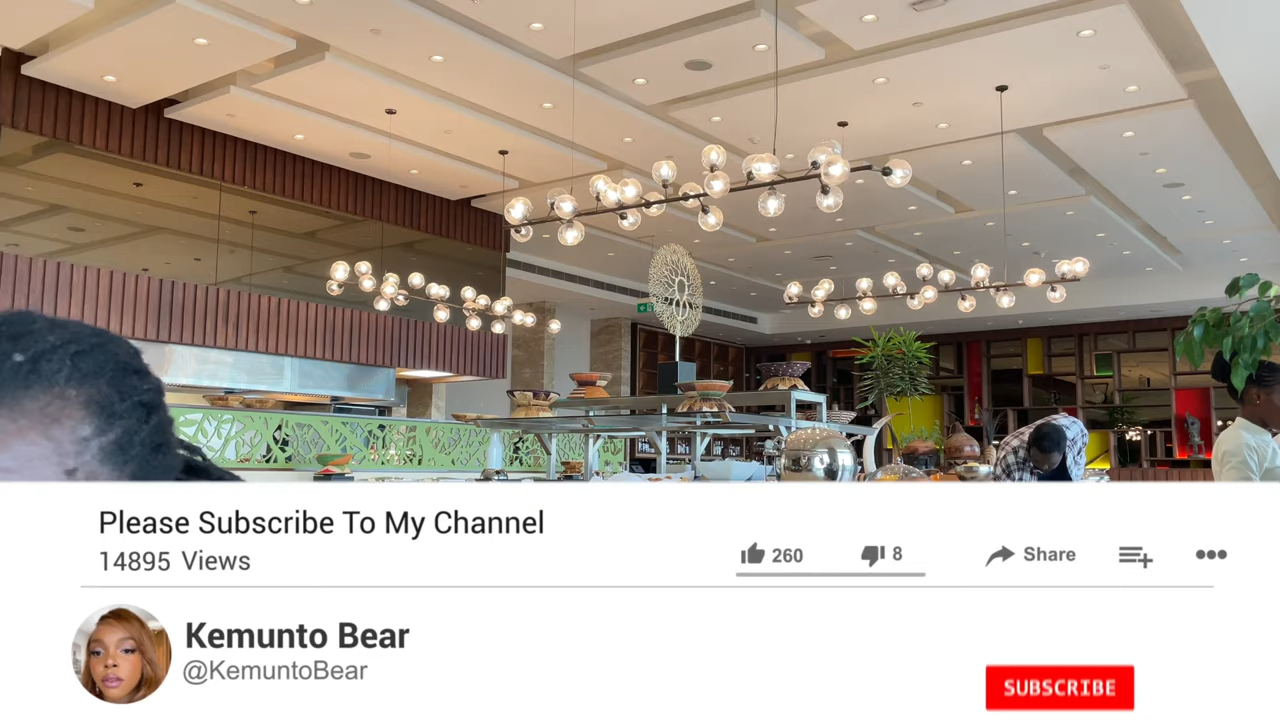 Please Subscribe To My Channel
14895 Views
260
8
Share
Kemunto Bear
@KemuntoBear
SUBSCRIBE